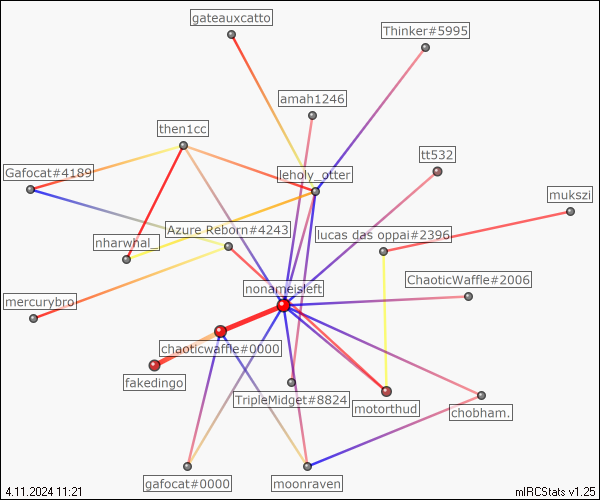 gateauxcatto
Thinker#5995
amah1246
then1cc
tt532
Gafocat#4189
leholy_otter
mukszi
Azure Reborn#4243
lucas das oppai#2396
nharwhal_
ChaoticWaffle#2006
nonameisleft
mercurybro
chaoticwaffle#0000
fakedingo
TripleMidget#8824
motorthud
chobham.
gafocat#0000
moonraven
4.11.2024 11:21
mIRCStats v1.25